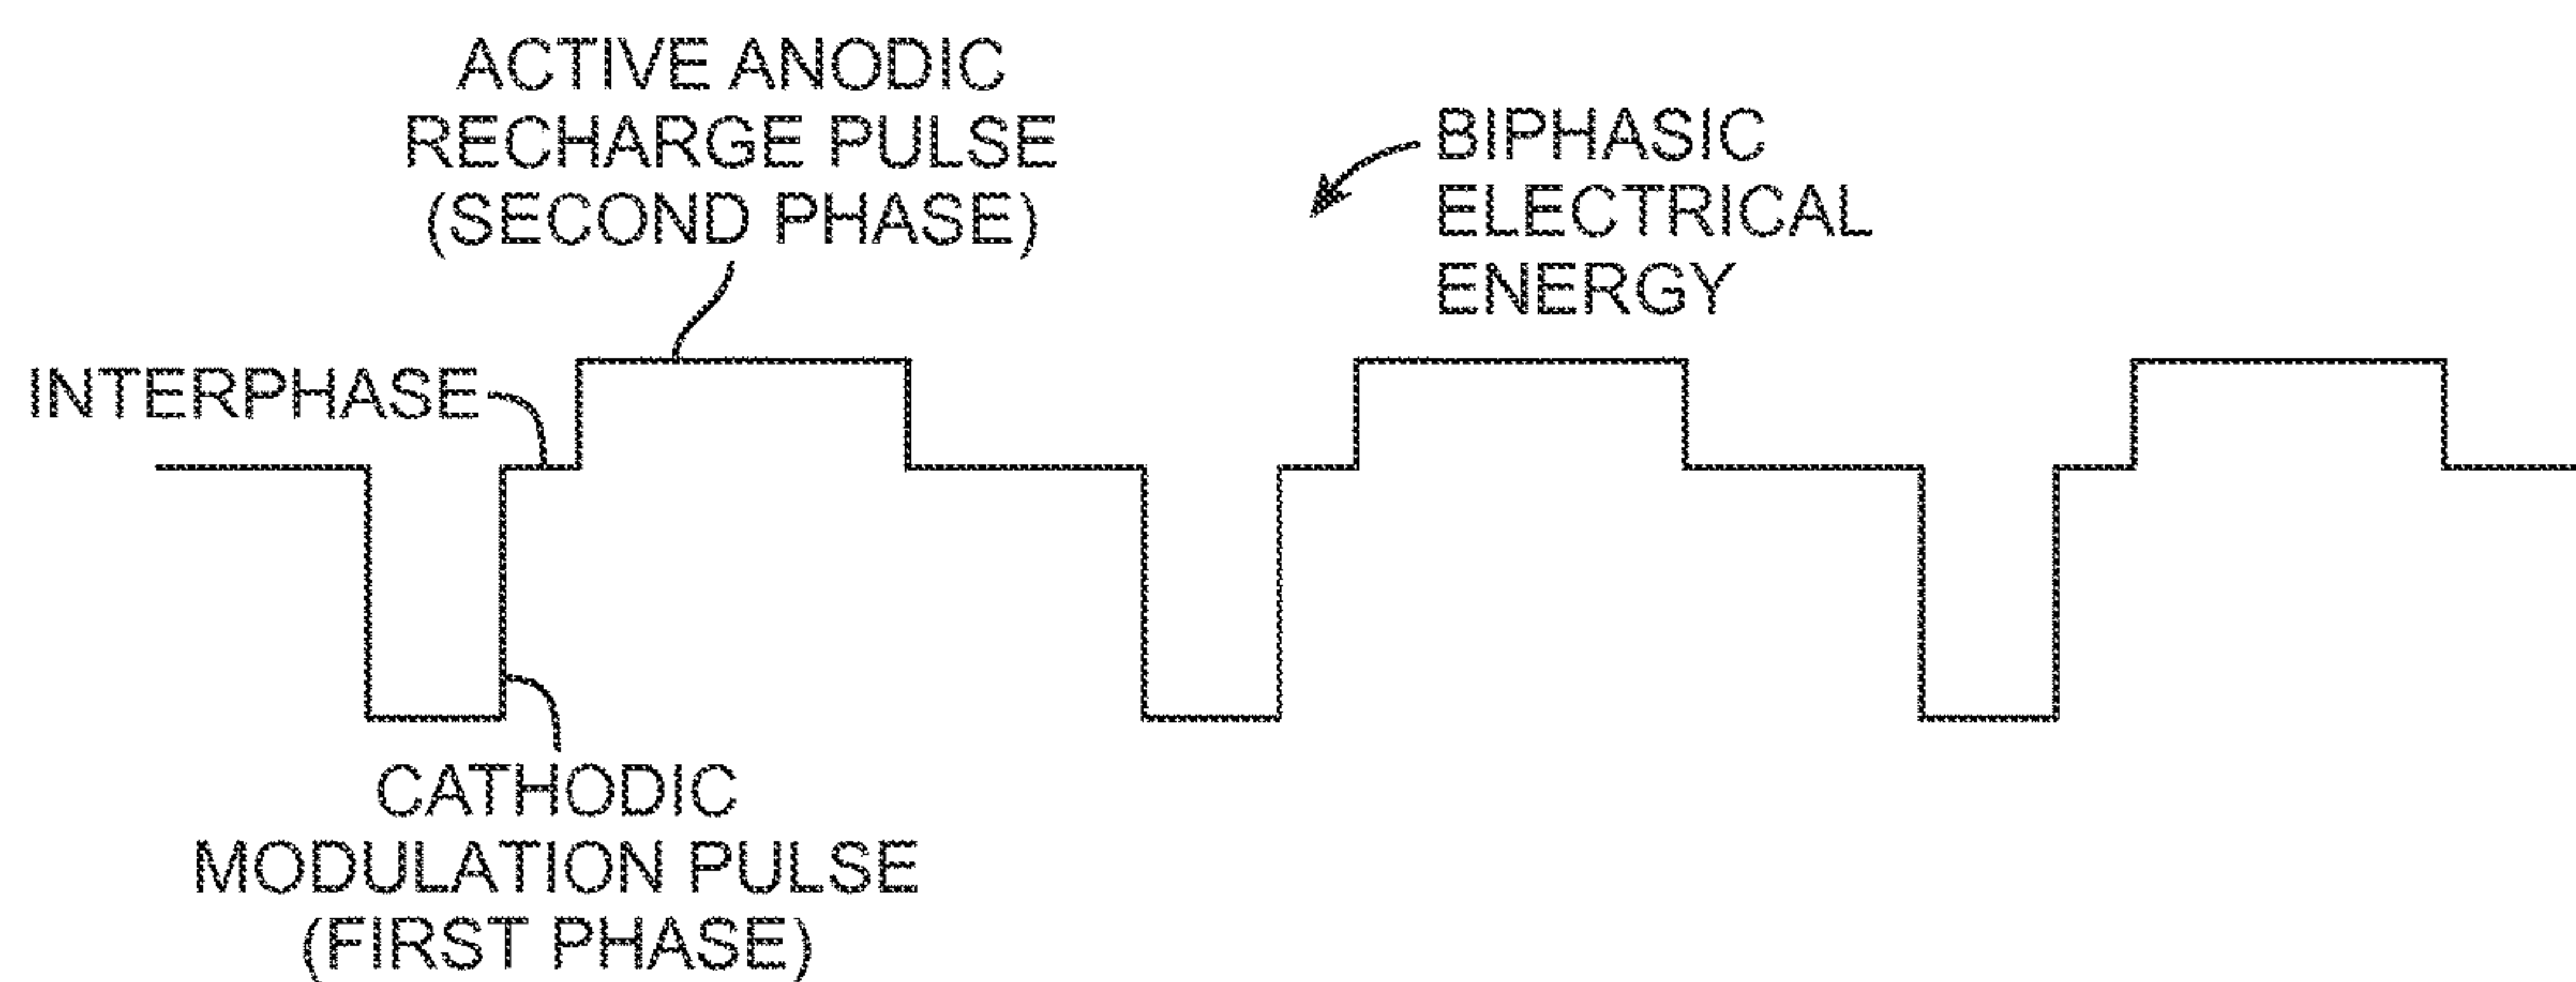 ACTIVE ANODIC
RECHARGE PULSE
(SECOND PHASE)
BIPHASIC
ELECTRICAL
ENERGY
INTERPHASE
CATHODIC
MODULATION PULSE
(FIRST PHASE)